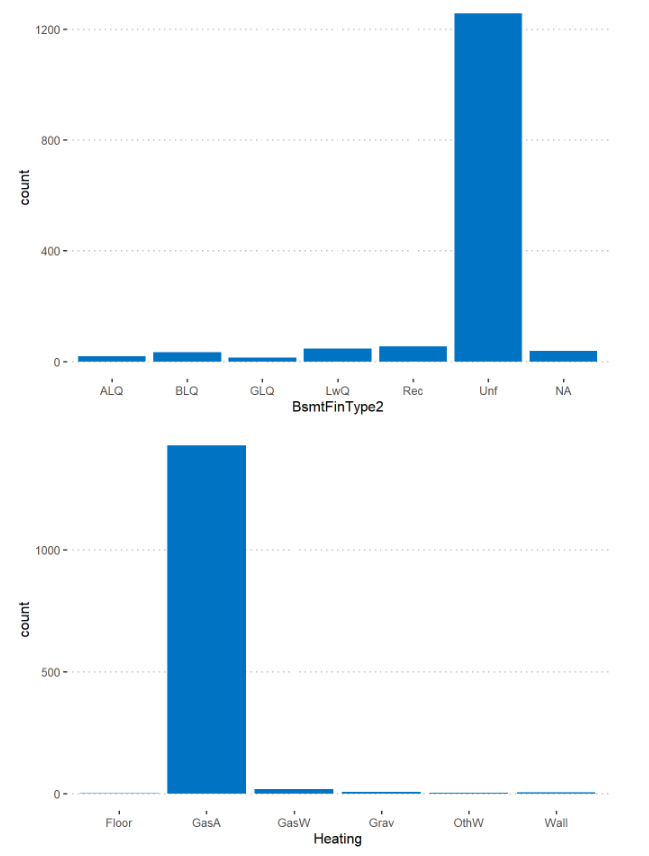 1200
800
count
400
0
ALQ BLQ GLQ LwQ Rec Unf NA
BsmtFinType2
1000
count
500
0
Floor GasA GasW Grav OthW Wall
Heating